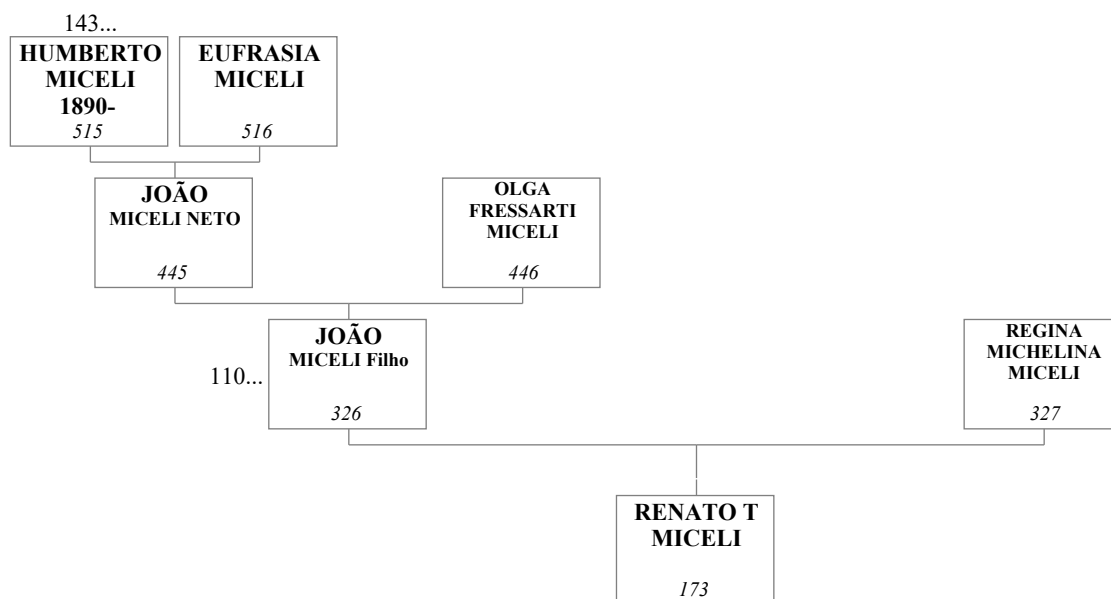 143...
HUMBERTO
MICELI
1890-
515
EUFRASIA
MICELI
516
JOÃO
MICELI NETO
445
OLGA
FRESSARTI
MICELI
446
110...
JOÃO
MICELI Filho
326
REGINA
MICHELINA
MICELI
327
RENATO T
MICELI
173